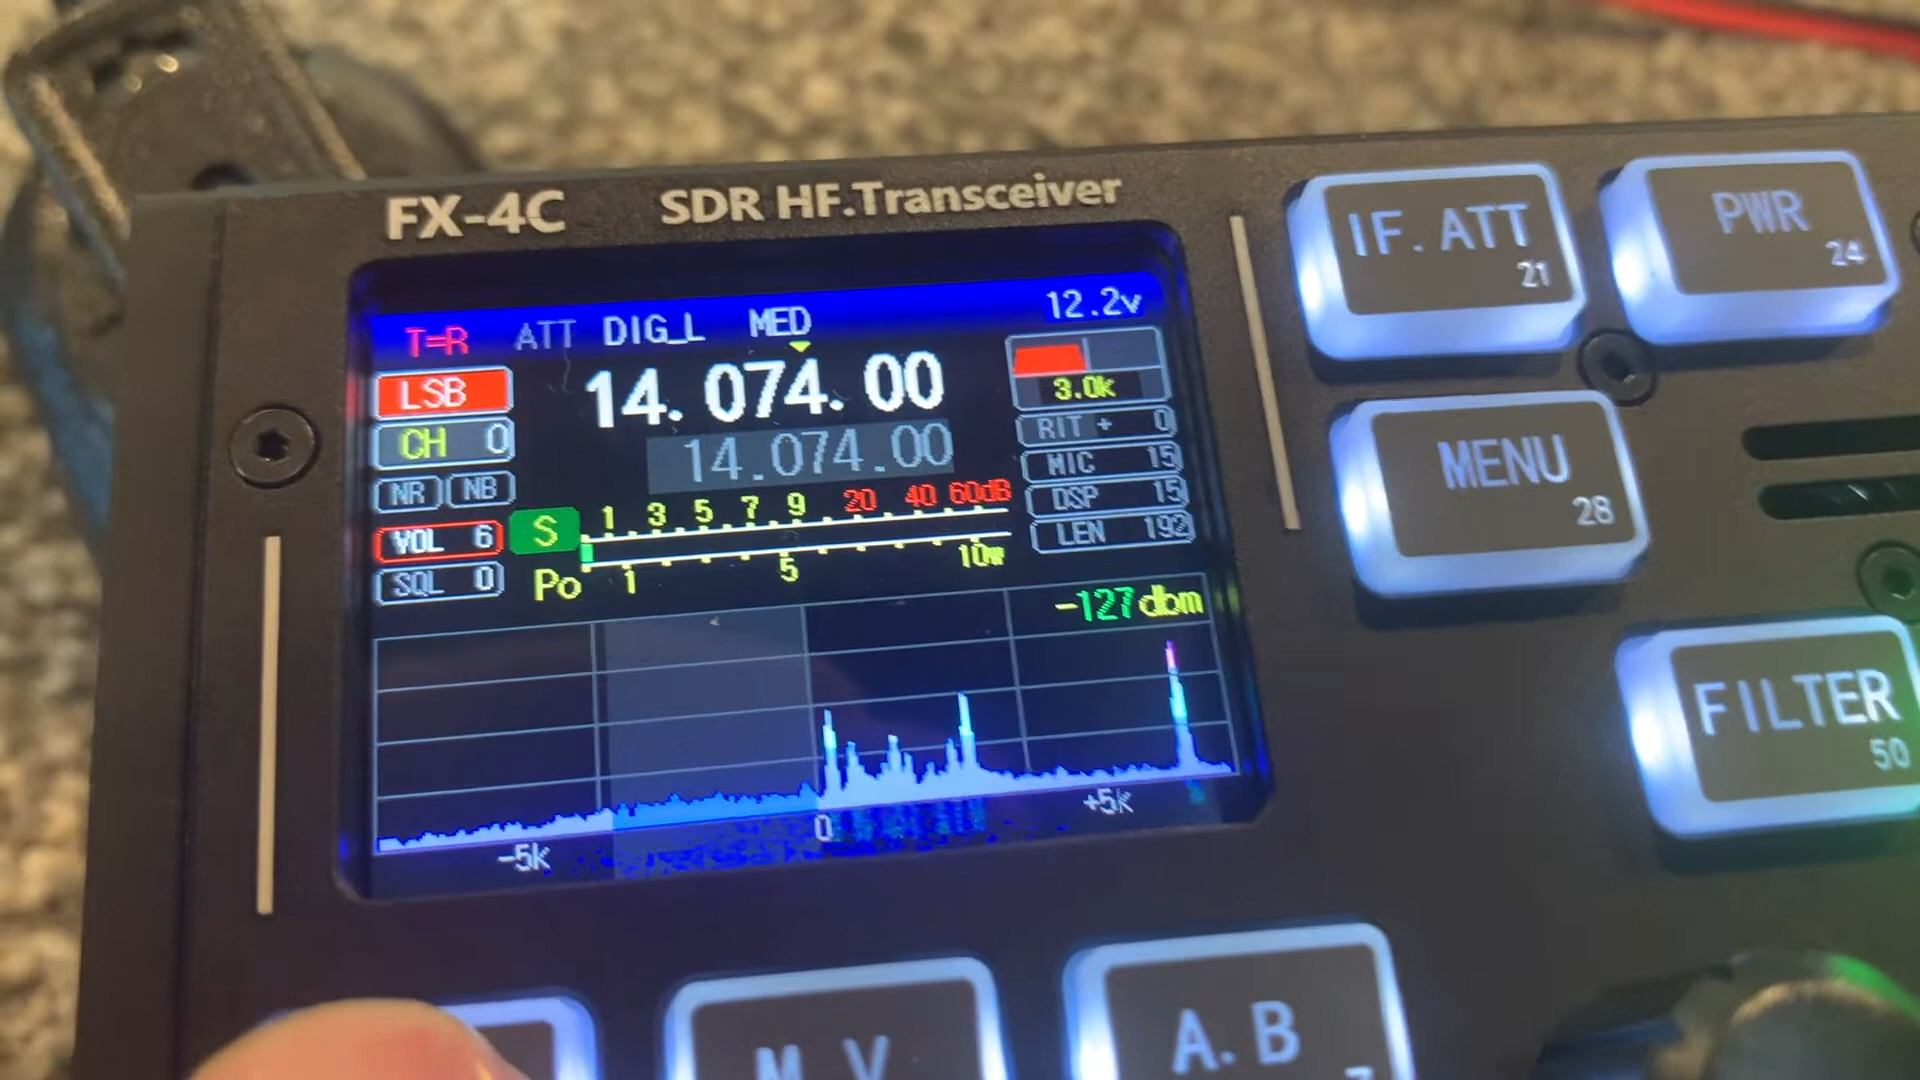 FX-4C SDR HF.Transceiver
T=R ATT DIG_L MED 12.2v
LSB 14.074.00 3.0k
CH 0 14.074.00 RIT + 0
NR NB MIC 15
1 3 5 7 9 20 40 60dB DSP 15
VOL 6 S LEN 192
SQL 0 Po 1 5 10w
-127dbm
-5k 0 +5k
IF.ATT
21
PWR
24
MENU
28
FILTER
50
M.V
A.B